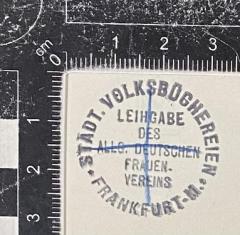 cm
0 1 2 3
1
2
3
STÄDT. VOLKSBÜCHEREIEN
LEIHGABE
DES
ALLG. DEUTSCHEN
FRAUEN-
VEREINS
FRANKFURT-M.